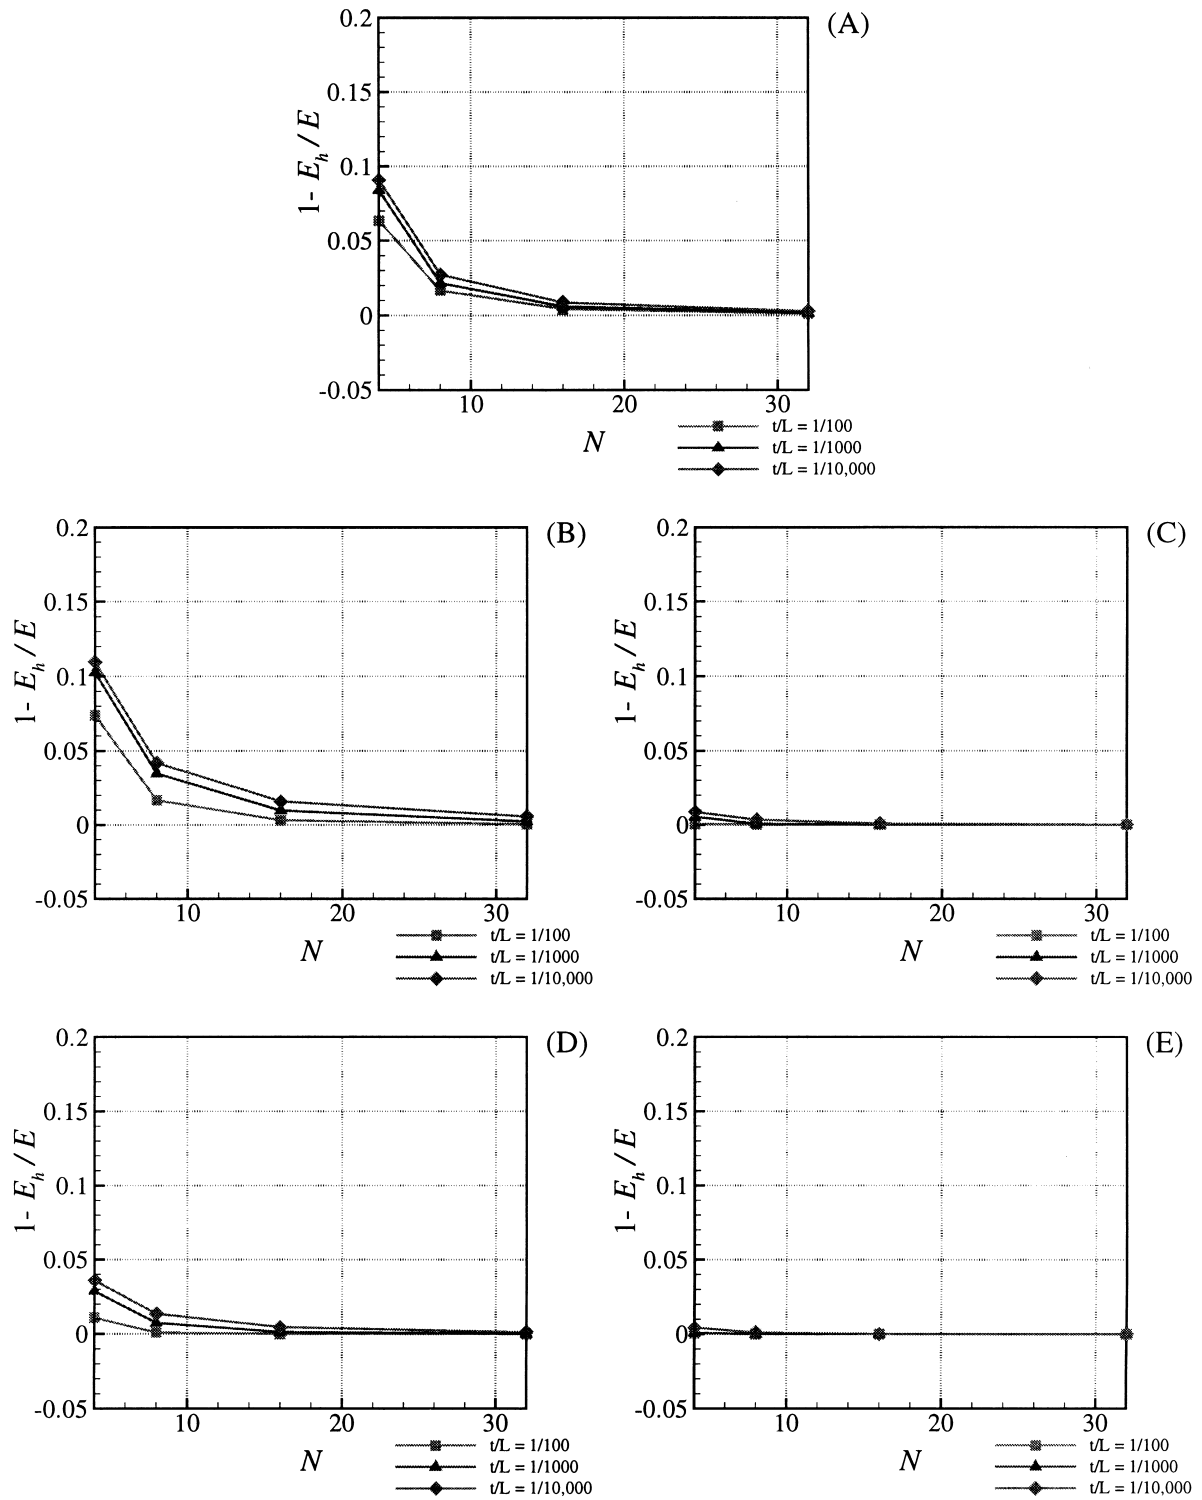 (A)
0.2
0.15
0.1
0.05
0
-0.05
1- E_h / E
10 20 30
N
t/L = 1/100
t/L = 1/1000
t/L = 1/10,000
(B)
0.2
0.15
0.1
0.05
0
-0.05
1- E_h / E
10 20 30
N
t/L = 1/100
t/L = 1/1000
t/L = 1/10,000
(C)
0.2
0.15
0.1
0.05
0
-0.05
1- E_h / E
10 20 30
N
t/L = 1/100
t/L = 1/1000
t/L = 1/10,000
(D)
0.2
0.15
0.1
0.05
0
-0.05
1- E_h / E
10 20 30
N
t/L = 1/100
t/L = 1/1000
t/L = 1/10,000
(E)
0.2
0.15
0.1
0.05
0
-0.05
1- E_h / E
10 20 30
N
t/L = 1/100
t/L = 1/1000
t/L = 1/10,000